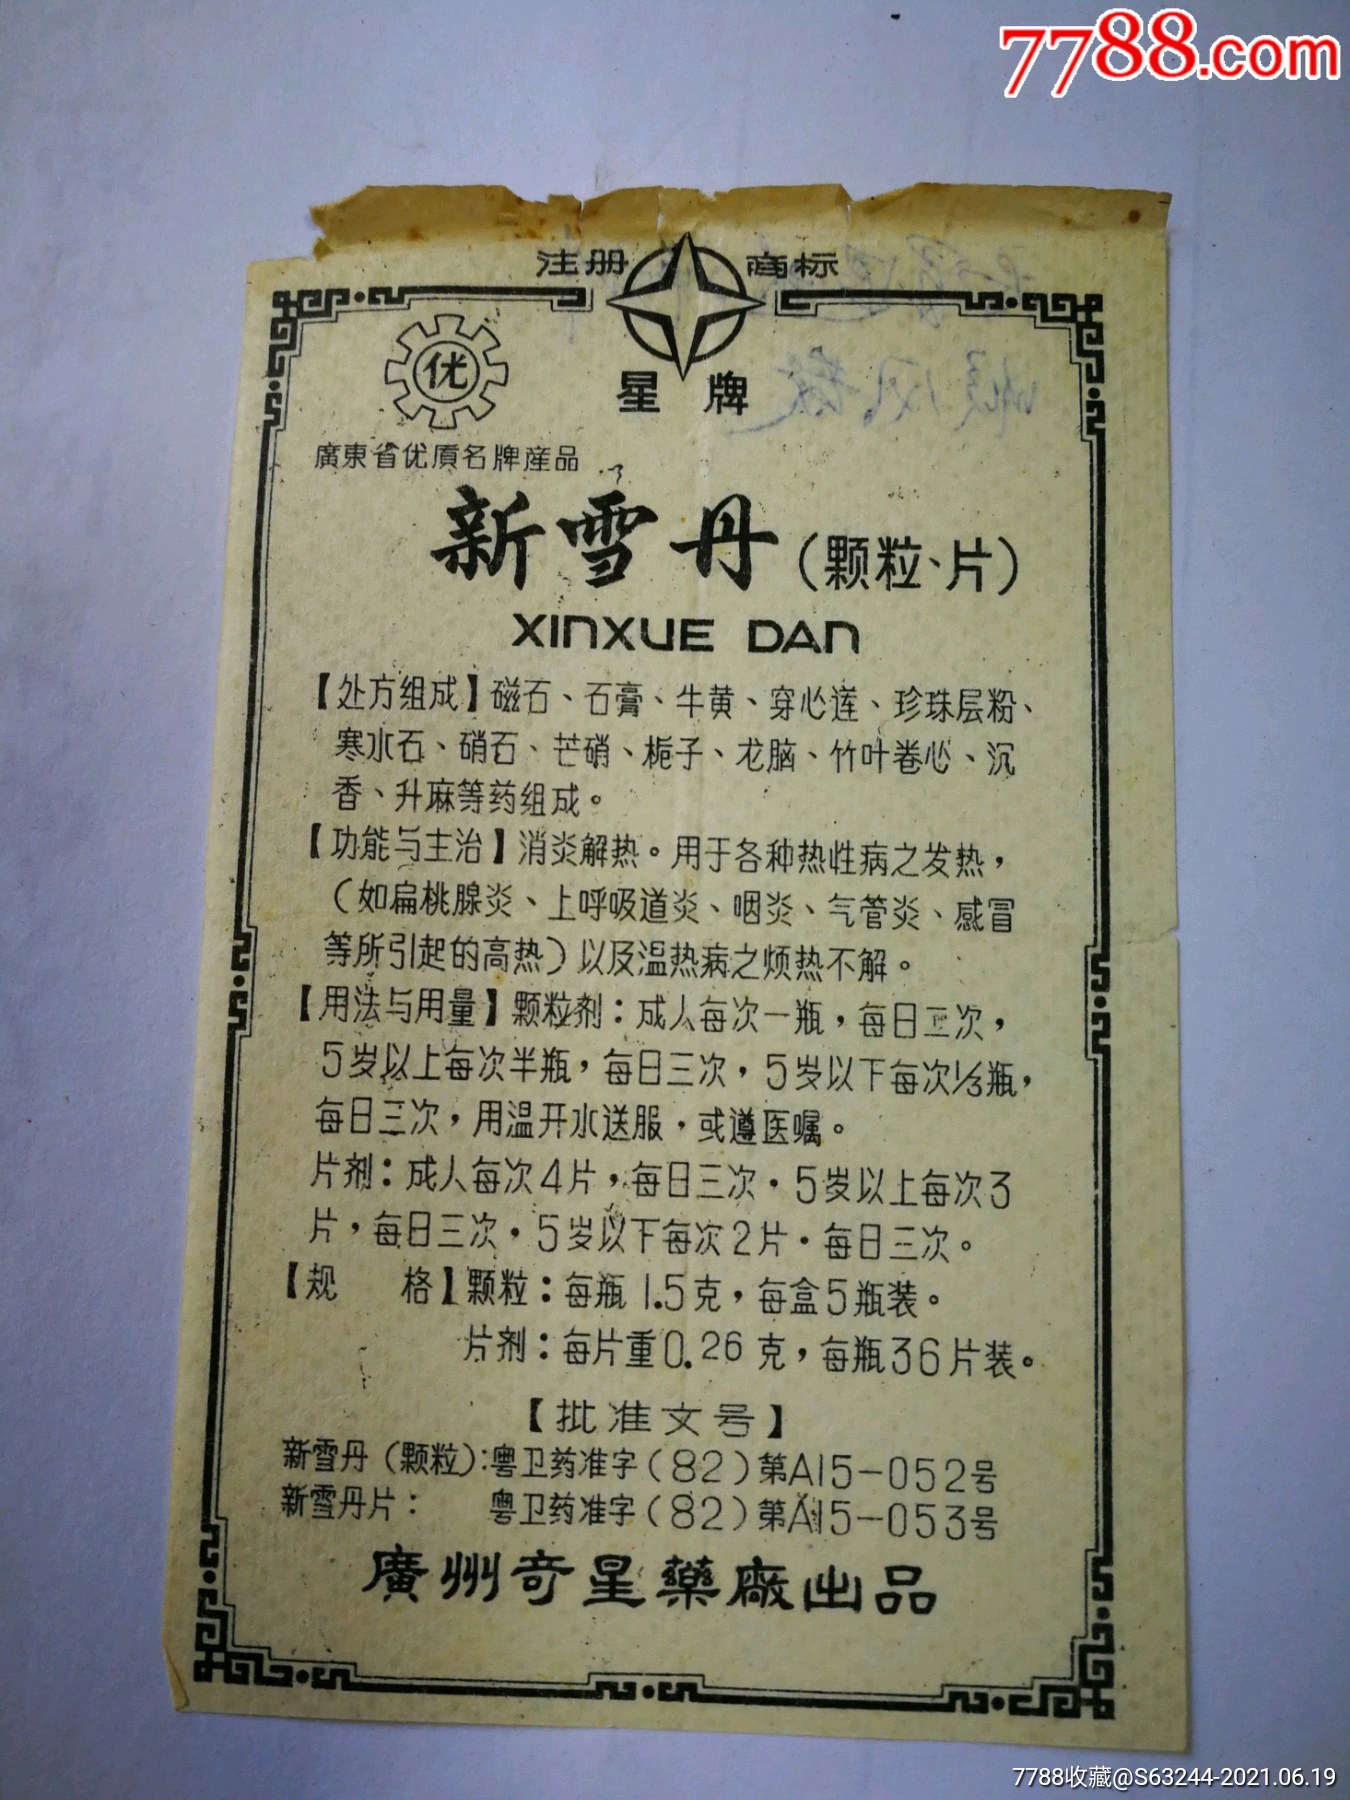 7788.com
注册 商标
优
星 牌
廣東省优质名牌産品
新雪丹(颗粒、片)
XINXUE DAN
【处方组成】磁石、石膏、牛黄、穿心莲、珍珠层粉、
寒水石、硝石、芒硝、栀子、龙脑、竹叶卷心、沉
香、升麻等药组成。
【功能与主治】消炎解热。用于各种热性病之发热，
(如扁桃腺炎、上呼吸道炎、咽炎、气管炎、感冒
等所引起的高热)以及温热病之烦热不解。
【用法与用量】颗粒剂：成人每次一瓶，每日二次，
5岁以上每次半瓶，每日三次，5岁以下每次⅓瓶，
每日三次，用温开水送服，或遵医嘱。
片剂：成人每次4片，每日三次·5岁以上每次3
片，每日三次·5岁以下每次2片·每日三次。
【规 格】颗粒：每瓶1.5克，每盒5瓶装。
片剂：每片重0.26克，每瓶36片装。
【批准文号】
新雪丹(颗粒)：粤卫药准字(82)第A15-052号
新雪丹片： 粤卫药准字(82)第A15-053号
廣州奇星藥廠出品
7788收藏@S63244-2021.06.19